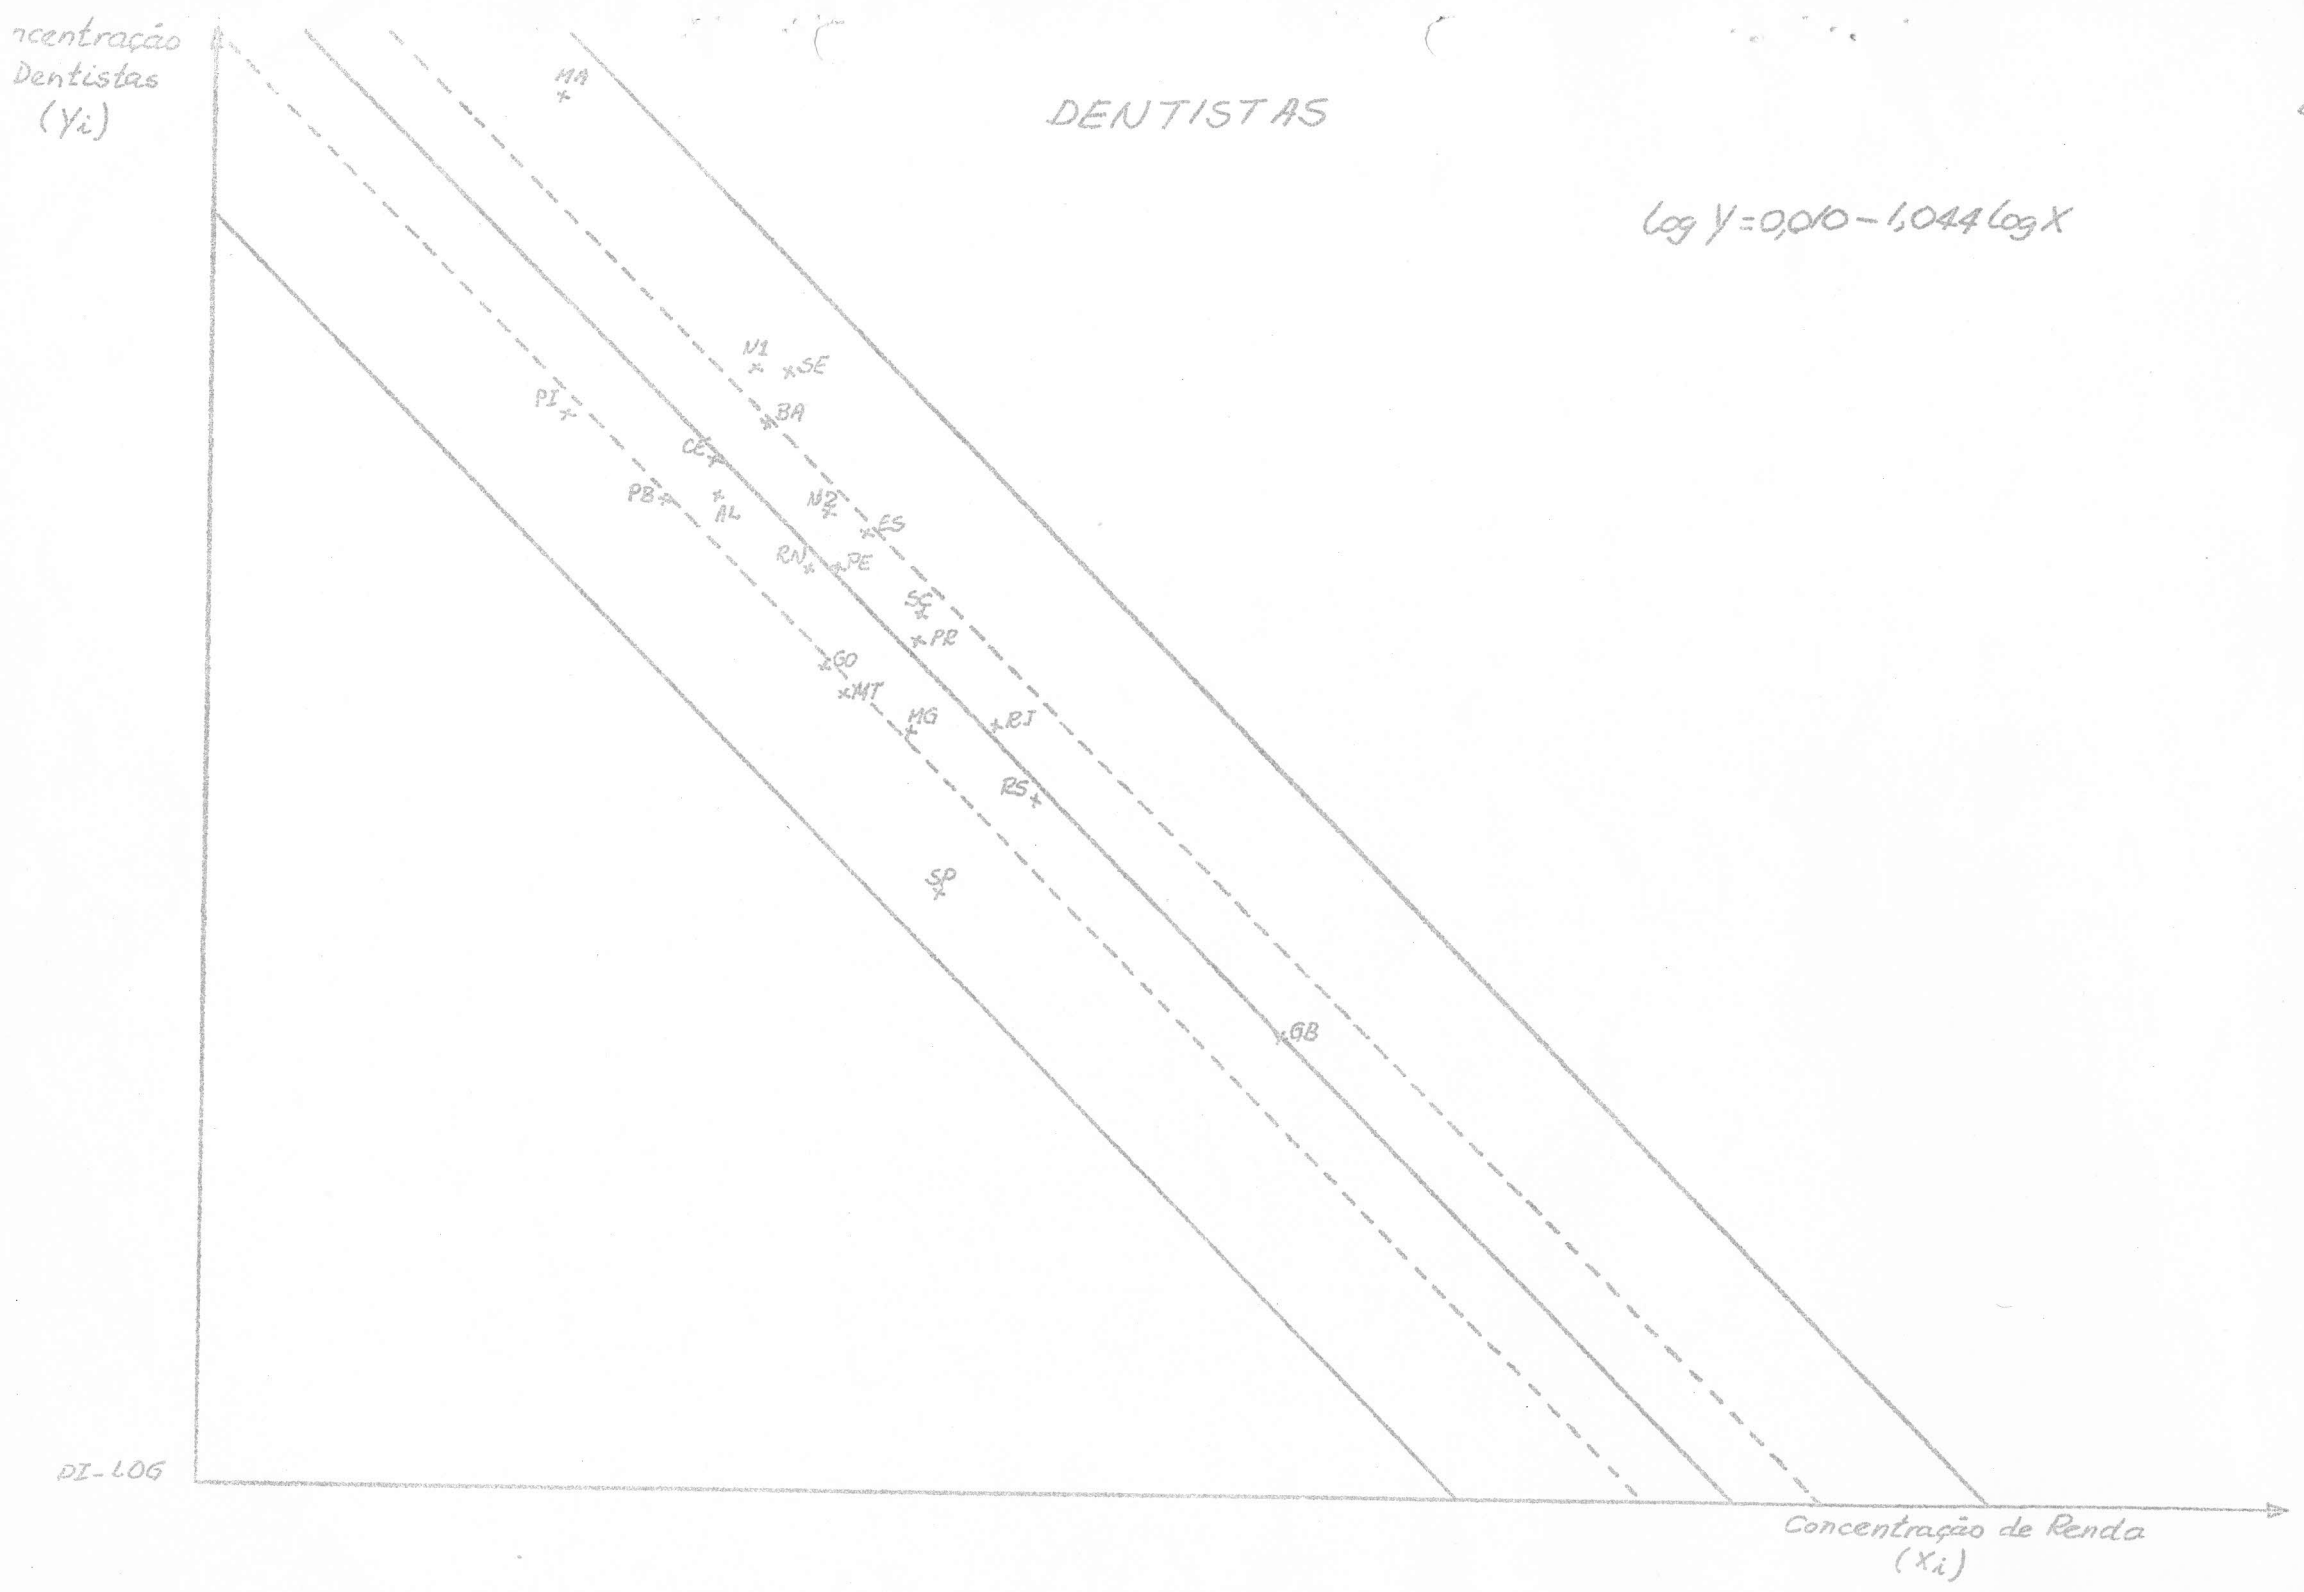 ncentração
Dentistas
(Yi)
DENTISTAS
log Y = 0,010 - 1,044 log X
MA
N1
SE
PI
BA
CE
PB
AL
N2
ES
RN
PE
SC
PR
GO
MT
MG
RJ
RS
SP
GB
DI-LOG
Concentração de Renda
(Xi)